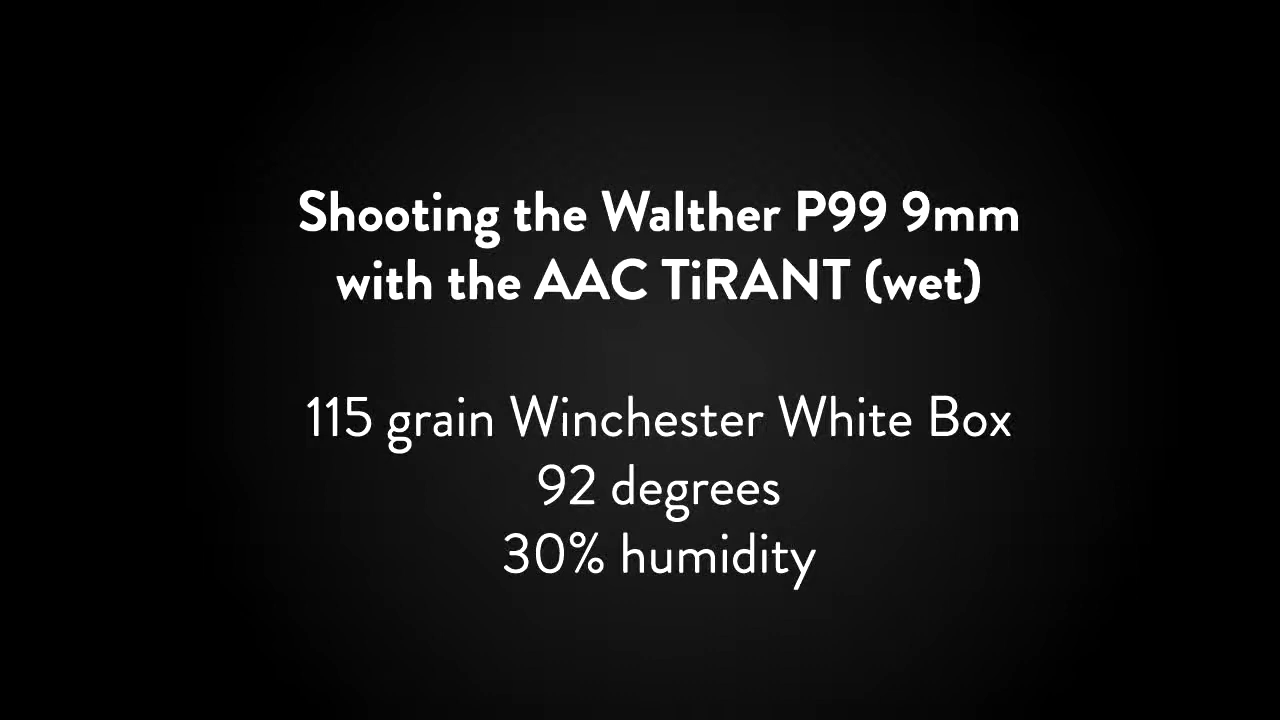 Shooting the Walther P99 9mm
with the AAC TiRANT (wet)
115 grain Winchester White Box
92 degrees
30% humidity